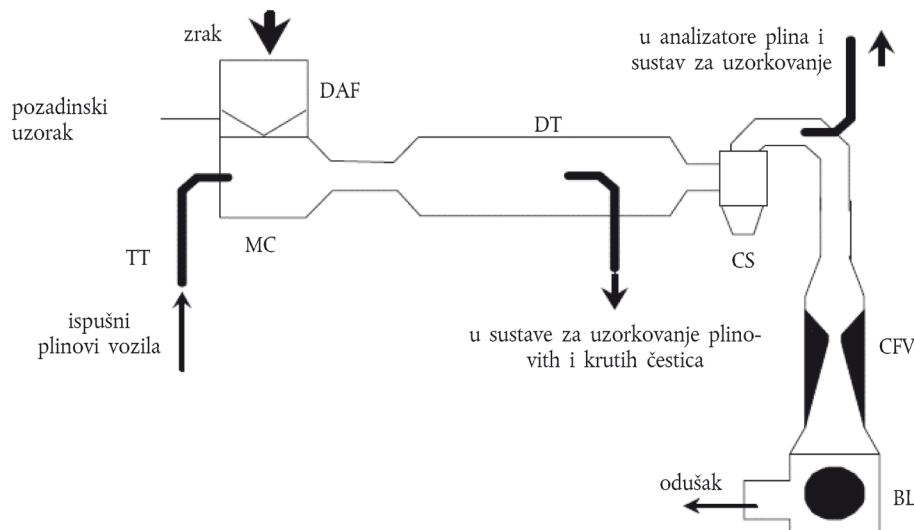 zrak
u analizatore plina i
sustav za uzorkovanje
DAF
pozadinski
uzorak
DT
MC
TT
CS
ispušni
plinovi vozila
u sustave za uzorkovanje plino-
vith i krutih čestica
CFV
odušak
BL